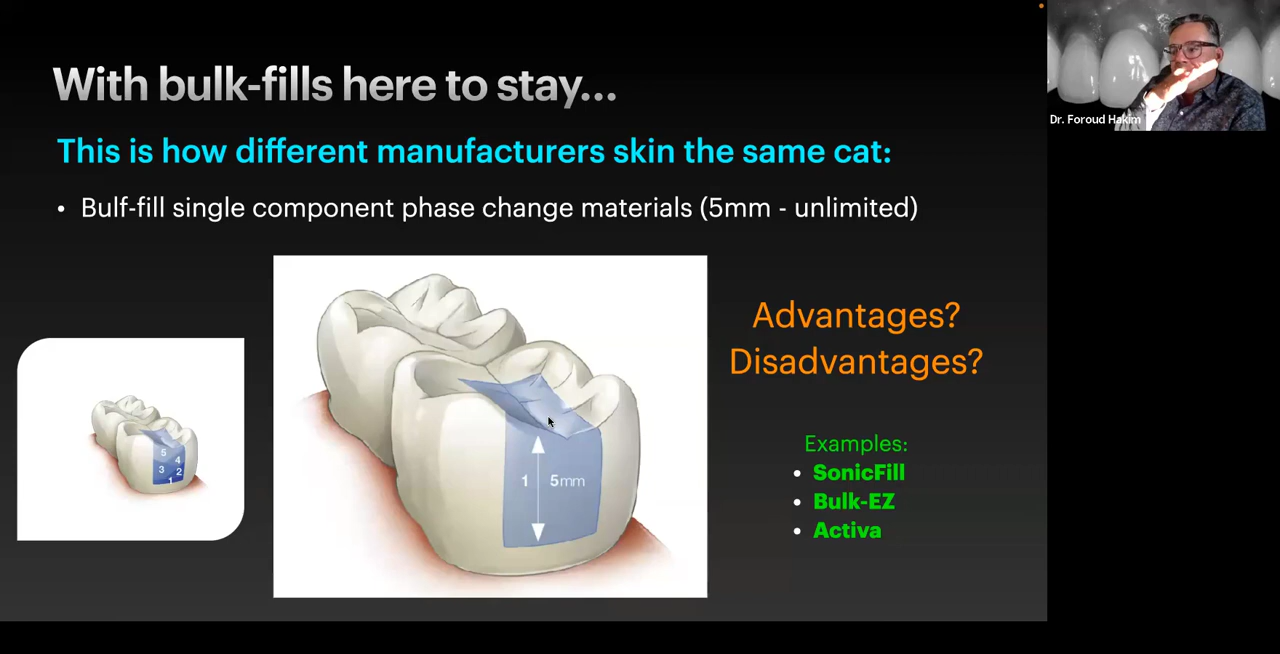 With bulk-fills here to stay...
This is how different manufacturers skin the same cat:
• Bulf-fill single component phase change materials (5mm - unlimited)
5
4
3
2
1
1 5mm
Advantages?
Disadvantages?
Examples:
• SonicFill
• Bulk-EZ
• Activa
Dr. Foroud Hakim